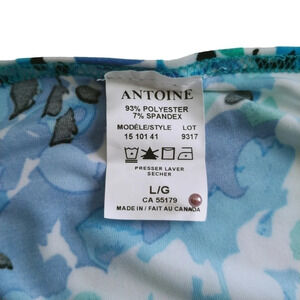 ANTOINE
93% POLYESTER
7% SPANDEX
MODÈLE/STYLE LOT
15 101 41 9317
PRESSER LAVER
SECHER
L/G
CA 55179
MADE IN / FAIT AU CANADA